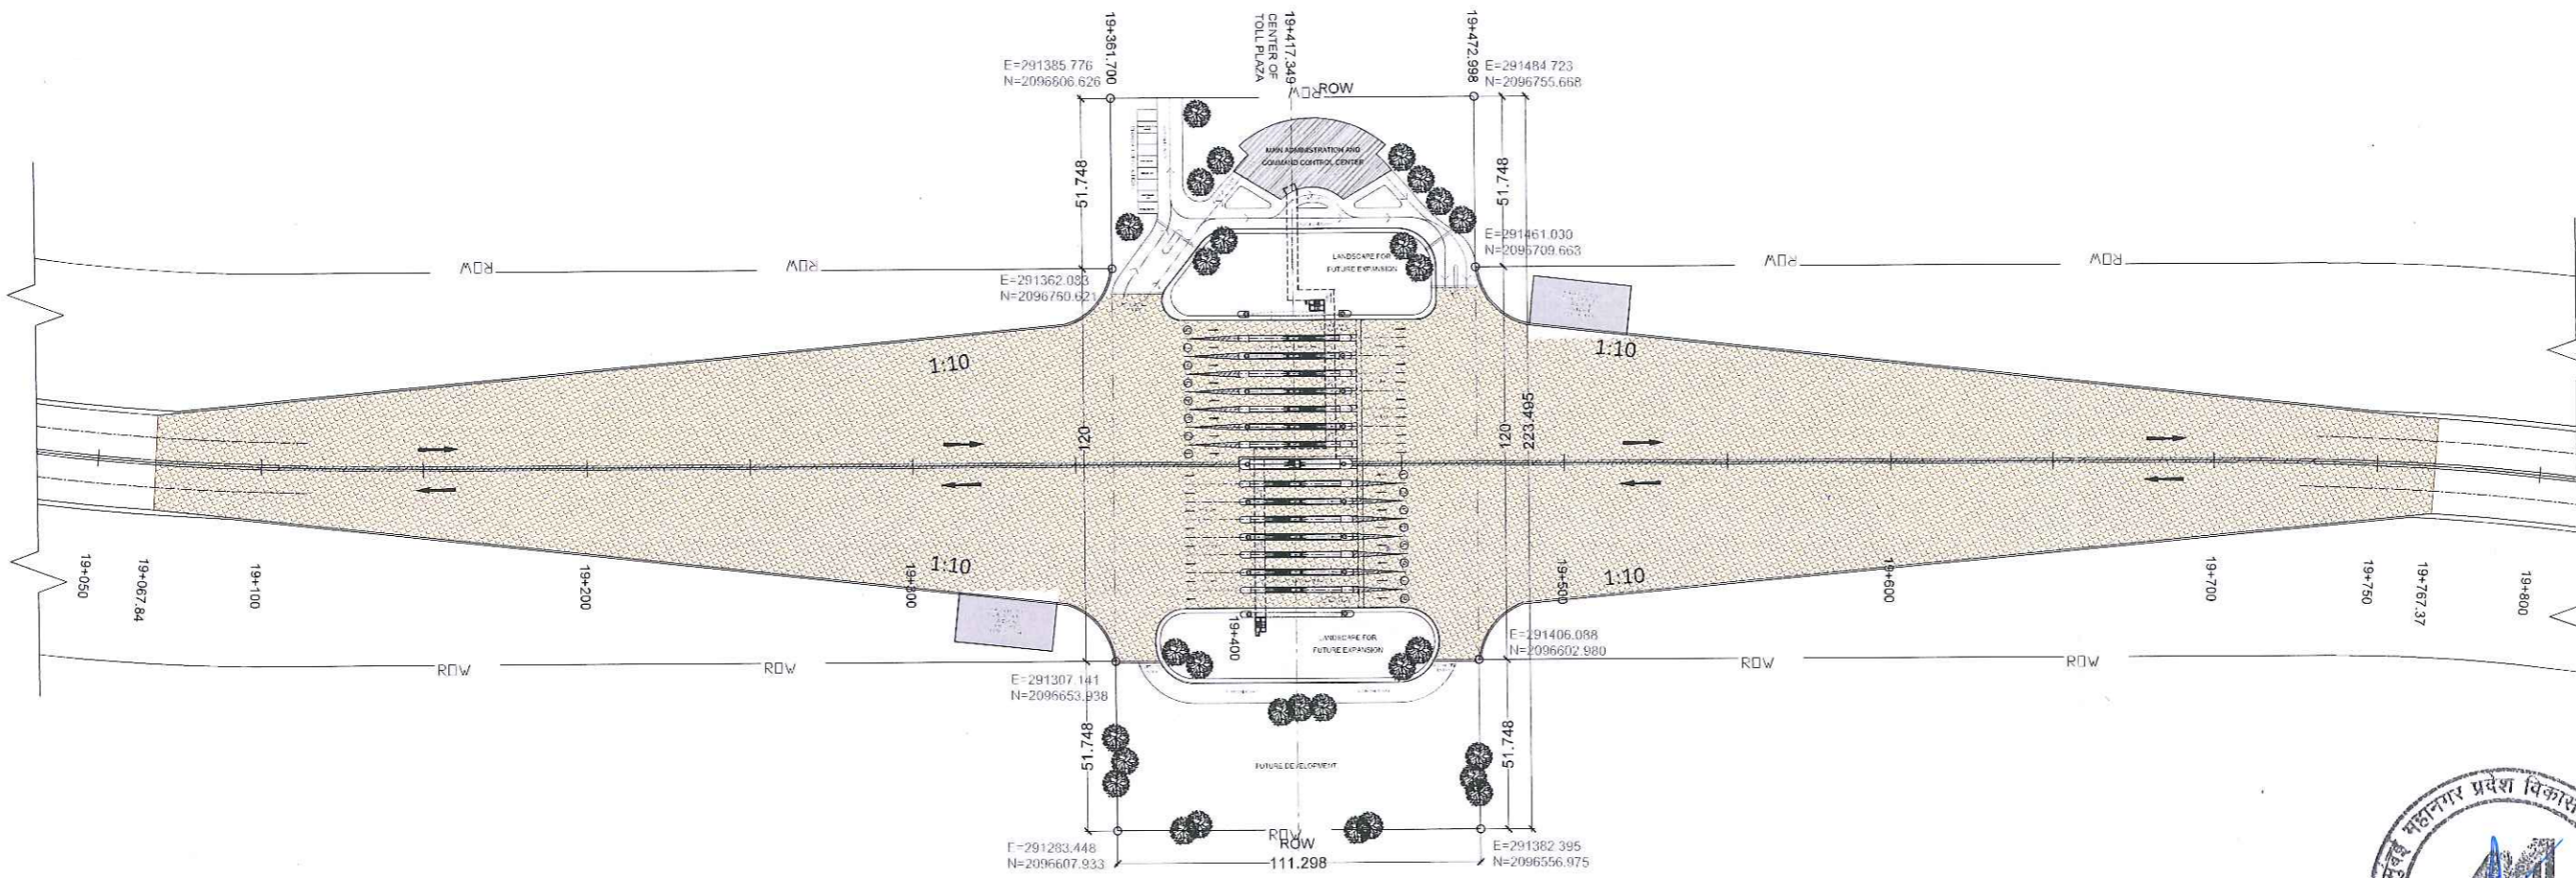 19+361.700
19+417.349
CENTER OF
TOLL PLAZA
19+472.998
E=291385.776
N=2096806.626
E=291484.723
N=2096755.668
ROW
ROW
51.748
51.748
MAIN ADMINISTRATION AND
COMMAND CONTROL CENTER
E=291461.030
N=2096709.663
ROW
ROW
ROW
ROW
LANDSCAPE FOR
FUTURE EXPANSION
E=291362.083
N=2096760.621
1:10
1:10
120
120
223.495
19+050
19+067.84
19+100
19+200
19+300
1:10
19+400
19+500
1:10
19+600
19+700
19+750
19+767.37
19+800
LANDSCAPE FOR
FUTURE EXPANSION
E=291406.088
N=2096602.980
ROW
ROW
ROW
ROW
E=291307.141
N=2096653.938
51.748
51.748
FUTURE DEVELOPMENT
ROW
ROW
111.298
E=291283.448
N=2096607.933
E=291382.395
N=2096556.975
मुंबई महानगर प्रदेश विकास